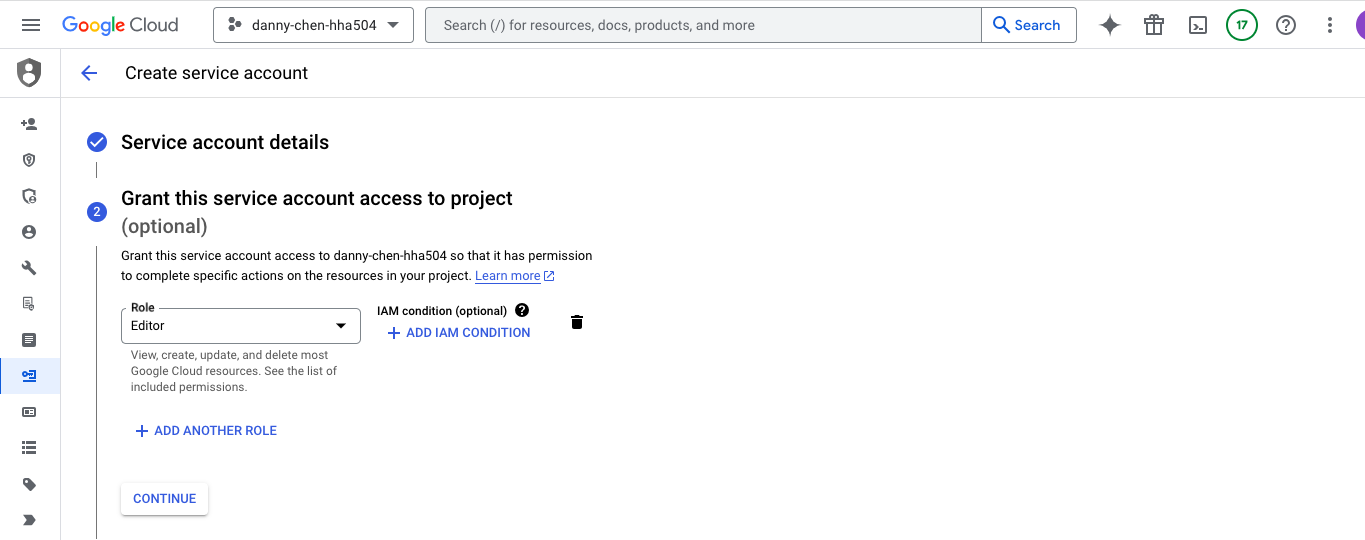 Google Cloud
danny-chen-hha504
Search (/) for resources, docs, products, and more
Search
17
Create service account
Service account details
2
Grant this service account access to project
(optional)
Grant this service account access to danny-chen-hha504 so that it has permission
to complete specific actions on the resources in your project. Learn more
Role
Editor
IAM condition (optional)
ADD IAM CONDITION
View, create, update, and delete most
Google Cloud resources. See the list of
included permissions.
ADD ANOTHER ROLE
CONTINUE